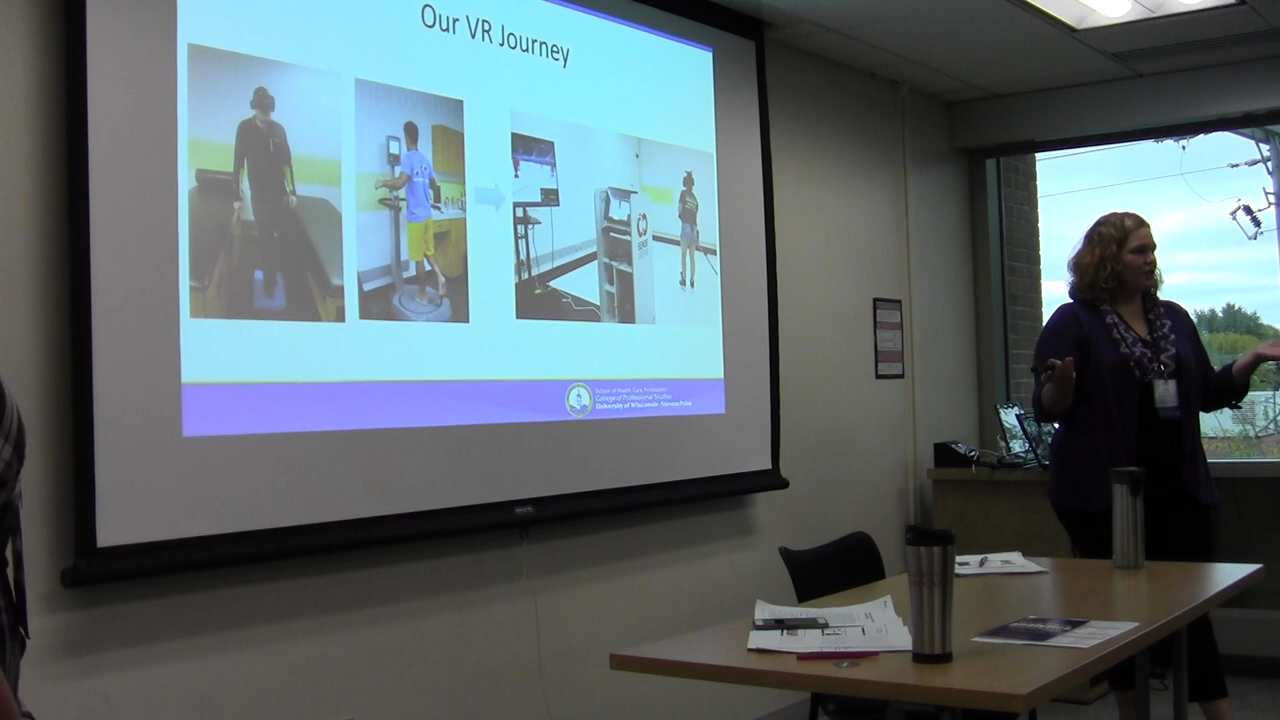 Our VR Journey
School of Health Care Professions
College of Professional Studies
University of Wisconsin - Stevens Point